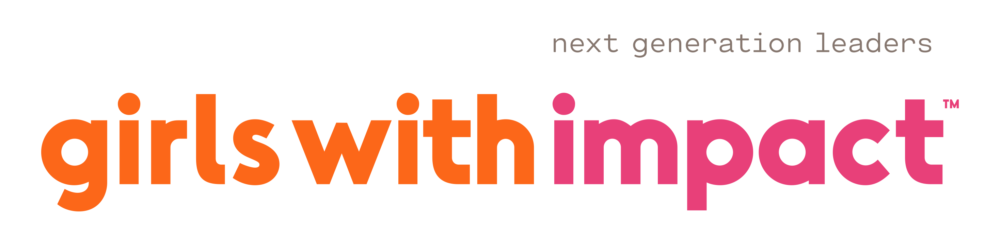 next generation leaders
girls with impact™